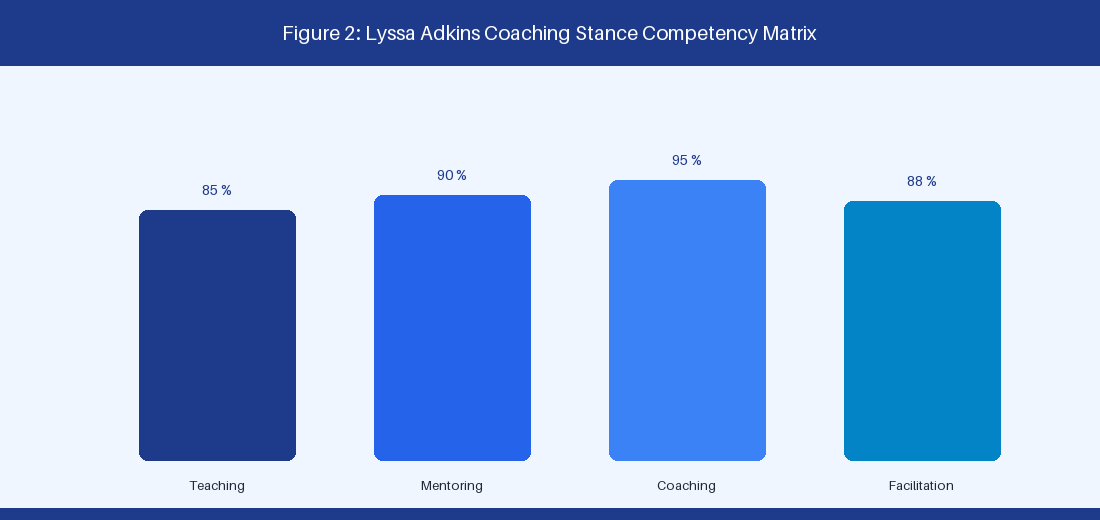 Figure 2: Lyssa Adkins Coaching Stance Competency Matrix
85 %
90 %
95 %
88 %
Teaching
Mentoring
Coaching
Facilitation